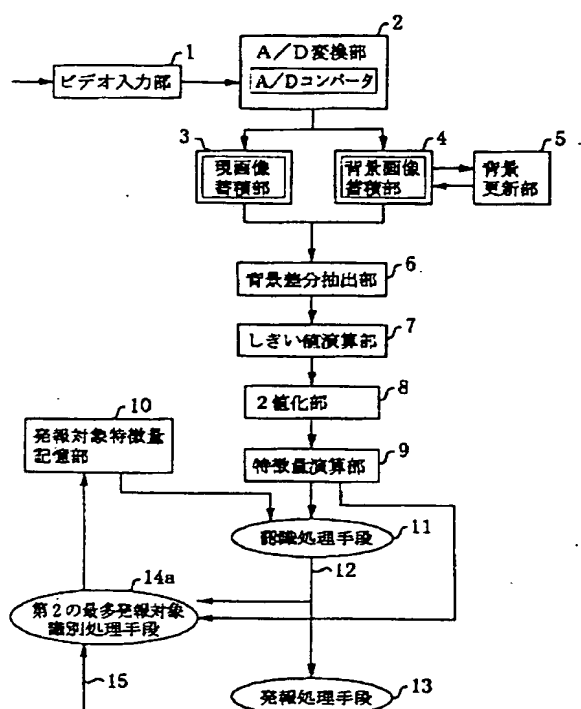 1
ビデオ入力部
2
A/D変換部
A/Dコンバータ
3
現画像
蓄積部
4
背景画像
蓄積部
5
背景
更新部
6
背景差分抽出部
7
しきい値演算部
8
2値化部
9
特徴量演算部
10
発報対象特徴量
記憶部
11
認識処理手段
12
14a
第2の最多発報対象
識別処理手段
15
13
発報処理手段